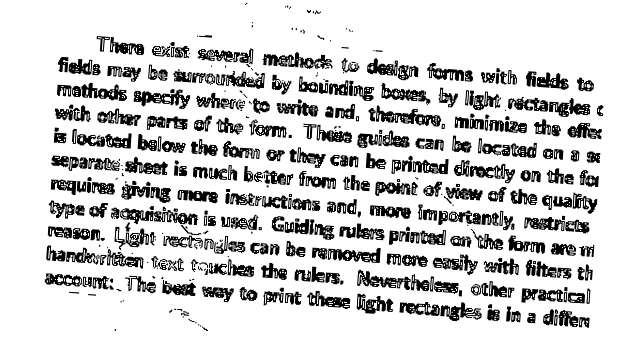 There exist several methods to design forms with fields to
fields may be surrounded by bounding boxes, by light rectangles
methods specify where to write and, therefore, minimize the effec
with other parts of the form. These guides can be located on a se
is located below the form or they can be printed directly on the for
separate sheet is much better from the point of view of the quality
requires giving more instructions and, more importantly, restricts
type of acquisition is used. Guiding rulers printed on the form are
reason. Light rectangles can be removed more easily with filters th
handwritten text touches the rulers. Nevertheless, other practical
account: The best way to print these light rectangles is in a differ